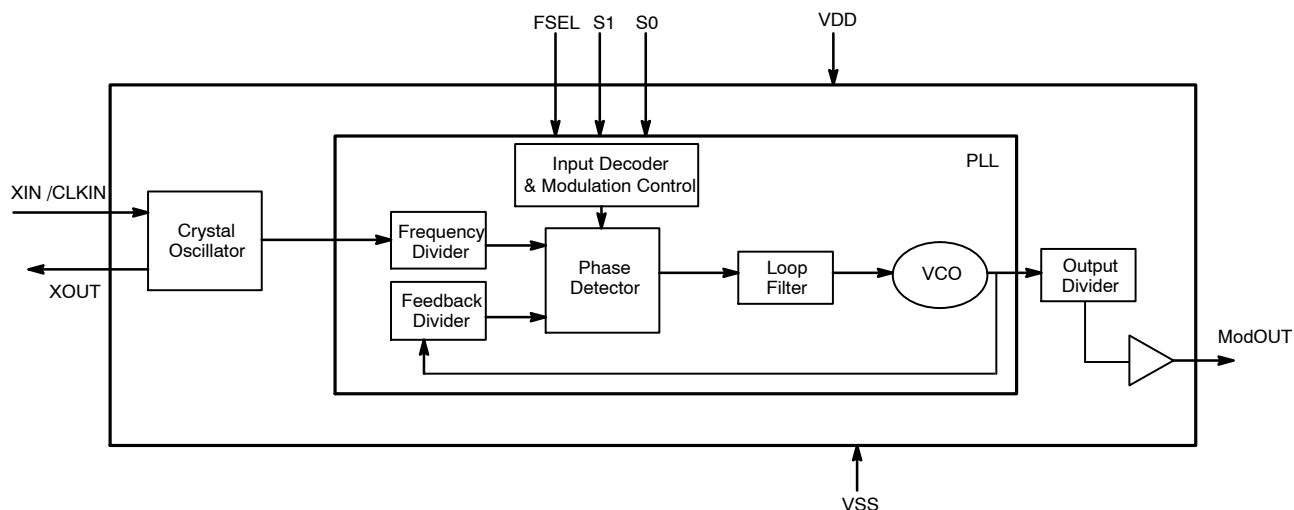 FSEL S1 S0
VDD
PLL
Input Decoder
& Modulation Control
XIN /CLKIN
Crystal
Oscillator
XOUT
Frequency
Divider
Feedback
Divider
Phase
Detector
Loop
Filter
VCO
Output
Divider
ModOUT
VSS